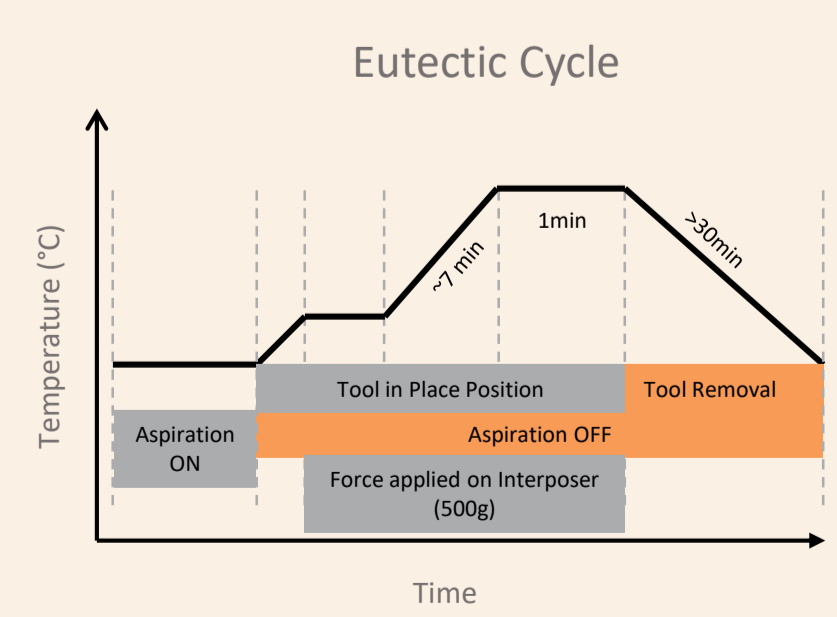 Eutectic Cycle
Temperature (°C)
~7 min
1min
>30min
Tool in Place Position
Tool Removal
Aspiration
ON
Aspiration OFF
Force applied on Interposer
(500g)
Time